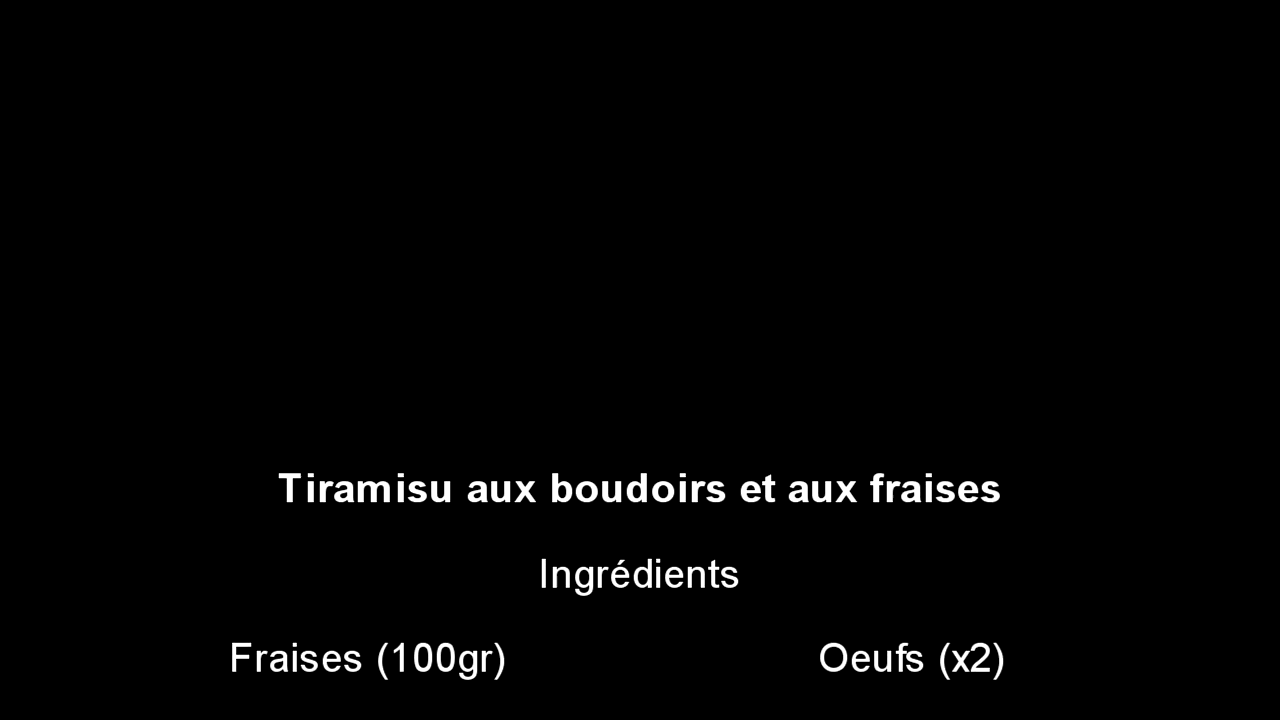 Tiramisu aux boudoirs et aux fraises
Ingrédients
Fraises (100gr) Oeufs (x2)